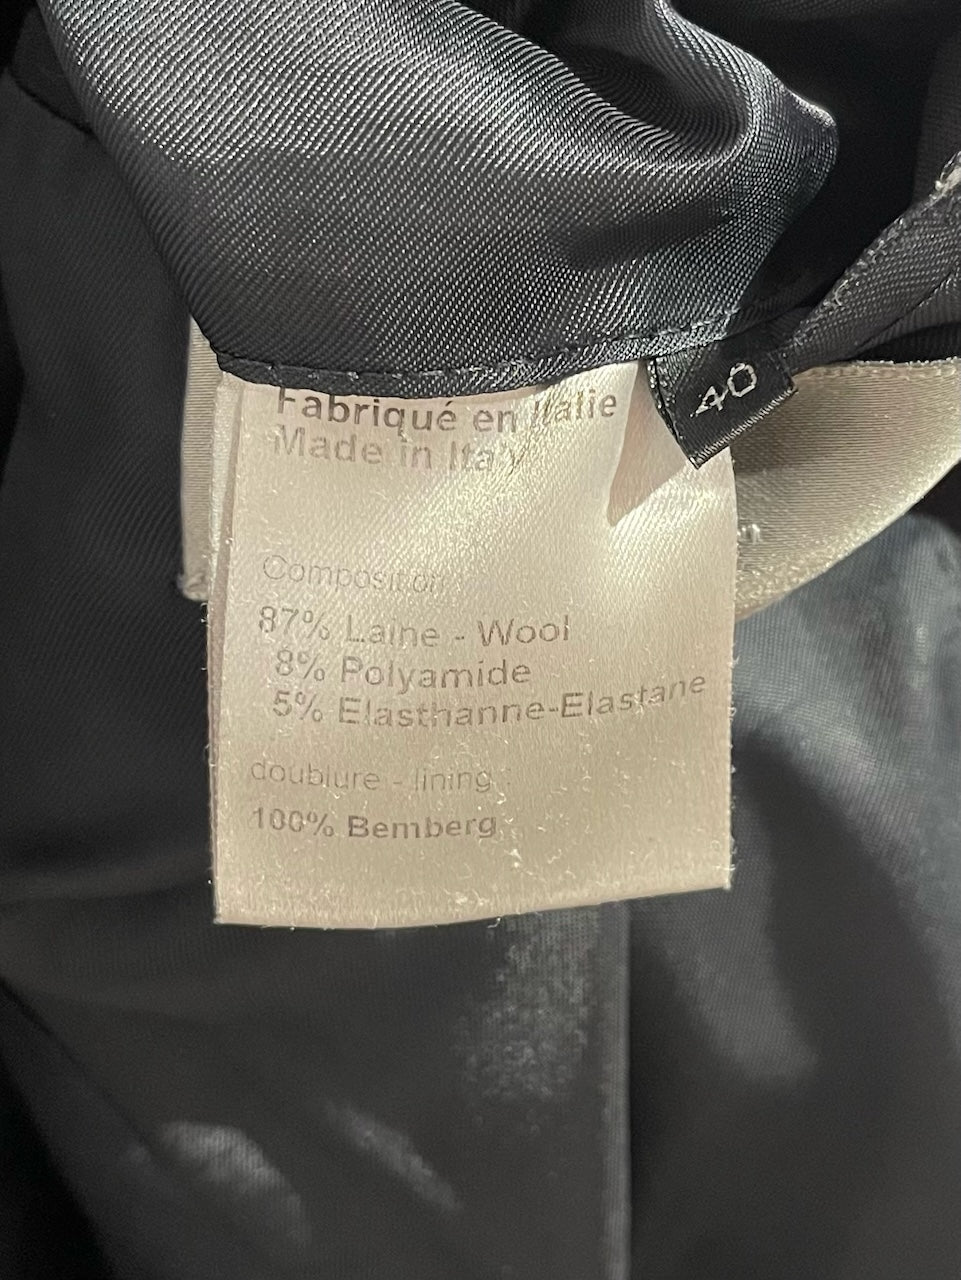 Fabriqué en Italie
Made in Italy
40
Composition
87% Laine - Wool
8% Polyamide
5% Elasthanne-Elastane
doublure - lining :
100% Bemberg